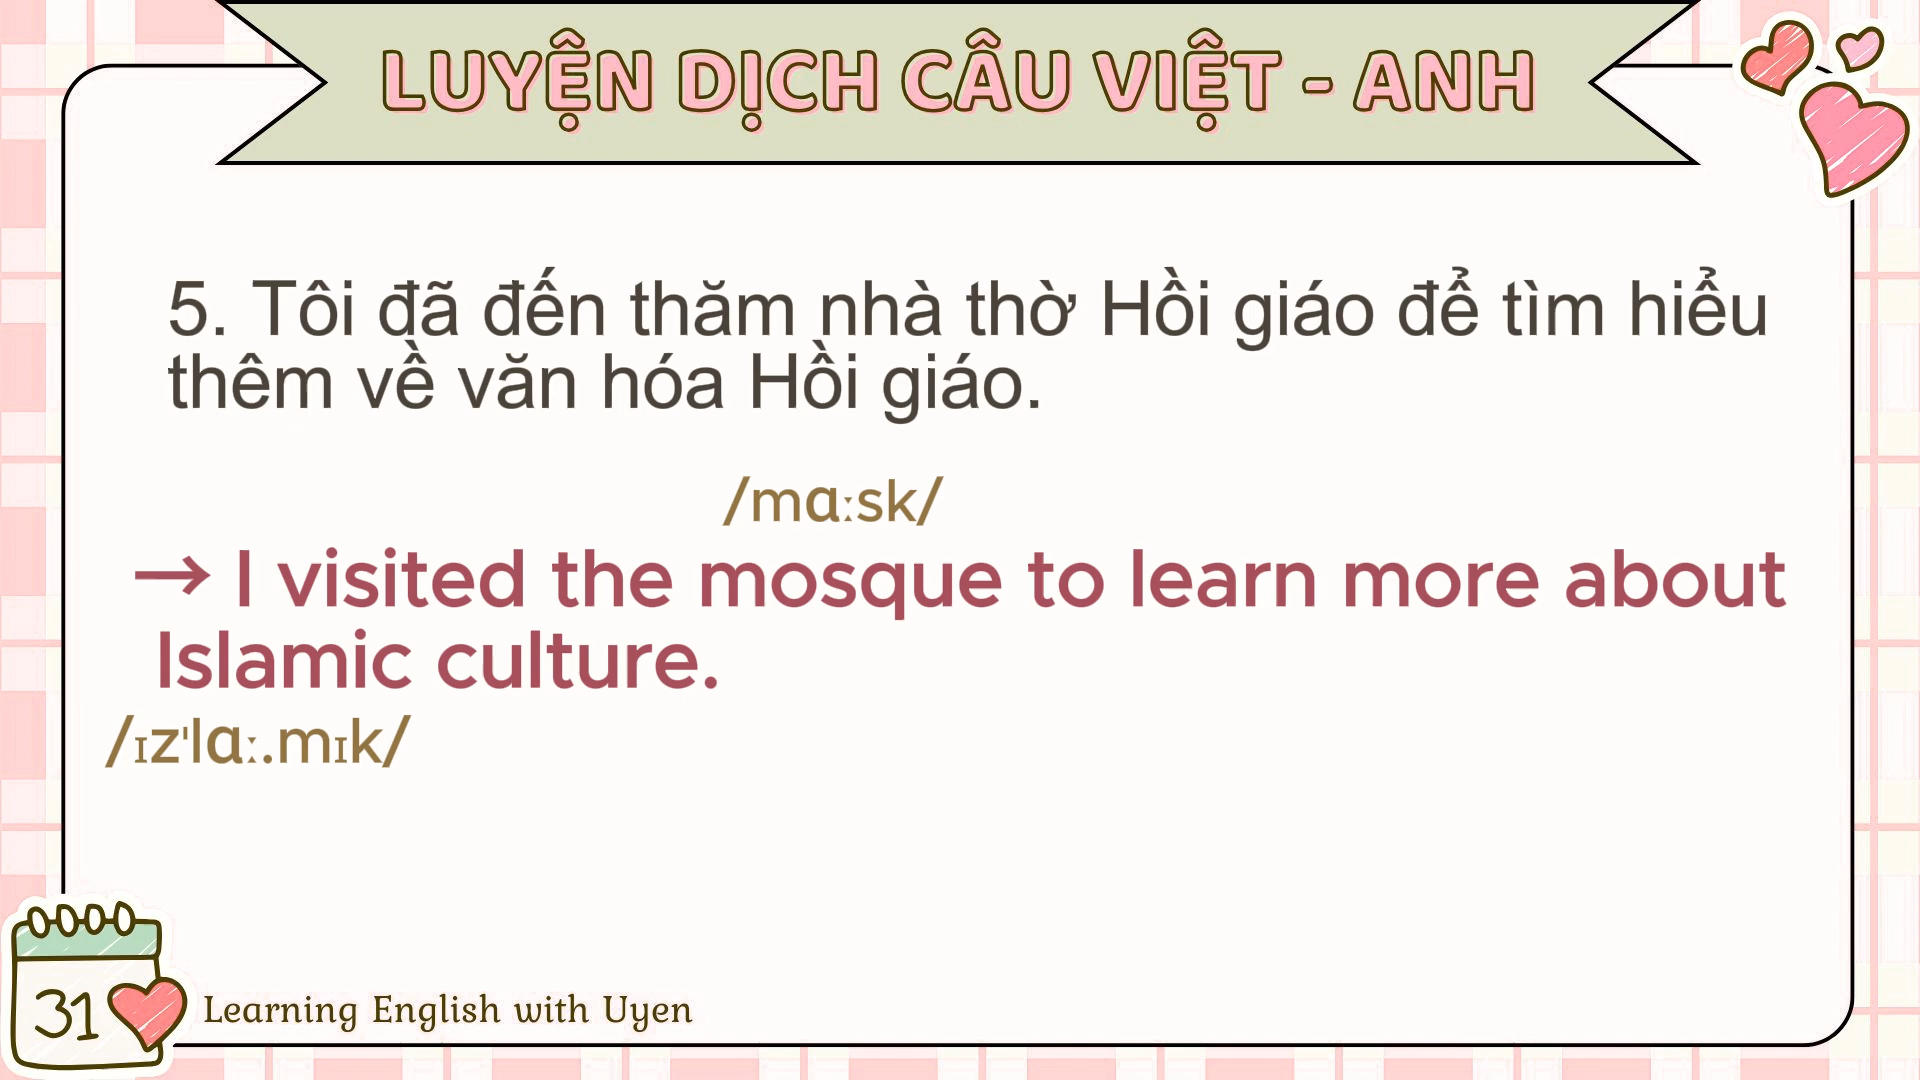 LUYỆN DỊCH CÂU VIỆT - ANH
5. Tôi đã đến thăm nhà thờ Hồi giáo để tìm hiểu
thêm về văn hóa Hồi giáo.
/mɑːsk/
→ I visited the mosque to learn more about
Islamic culture.
/ɪzˈlɑː.mɪk/
31
Learning English with Uyen